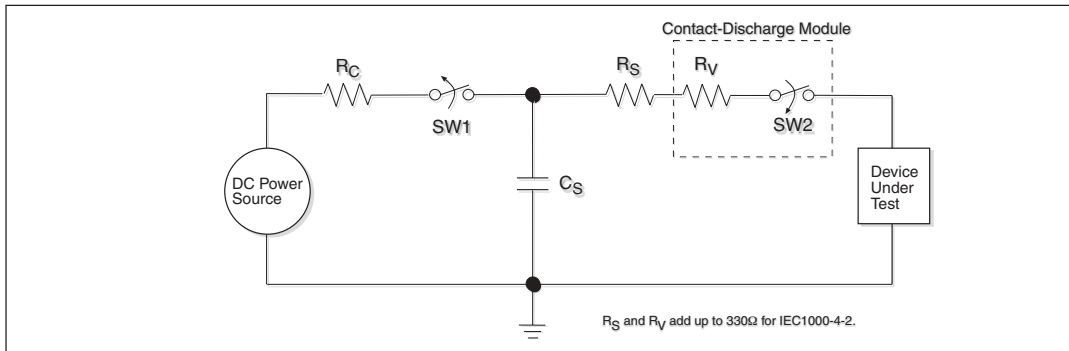 Contact-Discharge Module
RC
RS
RV
SW1
SW2
DC Power
Source
CS
Device
Under
Test
RS and RV add up to 330Ω for IEC1000-4-2.